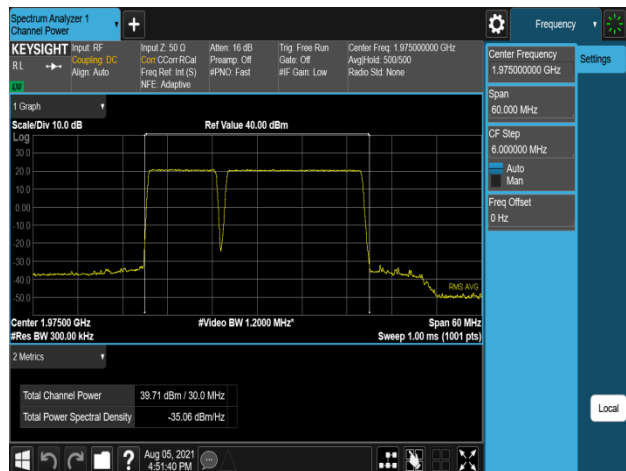 Spectrum Analyzer 1
Channel Power
Frequency
KEYSIGHT
RL
LXI
Input: RF
Coupling: DC
Align: Auto
Input Z: 50 Ω
Corr CCorr RCal
Freq Ref: Int (S)
NFE: Adaptive
Atten: 16 dB
Preamp: Off
#PNO: Fast
Trig: Free Run
Gate: Off
#IF Gain: Low
Center Freq: 1.975000000 GHz
Avg|Hold: 500/500
Radio Std: None
Center Frequency
1.975000000 GHz
Settings
Span
60.000 MHz
CF Step
6.000000 MHz
Auto
Man
Freq Offset
0 Hz
1 Graph
Scale/Div 10.0 dB
Ref Value 40.00 dBm
Log
30.0
20.0
10.0
0.00
-10.0
-20.0
-30.0
-40.0
-50.0
RMS AVG
Center 1.97500 GHz
#Video BW 1.2000 MHz*
Span 60 MHz
#Res BW 300.00 kHz
Sweep 1.00 ms (1001 pts)
2 Metrics
Total Channel Power 39.71 dBm / 30.0 MHz
Total Power Spectral Density -35.06 dBm/Hz
Local
?
Aug 05, 2021
4:51:40 PM